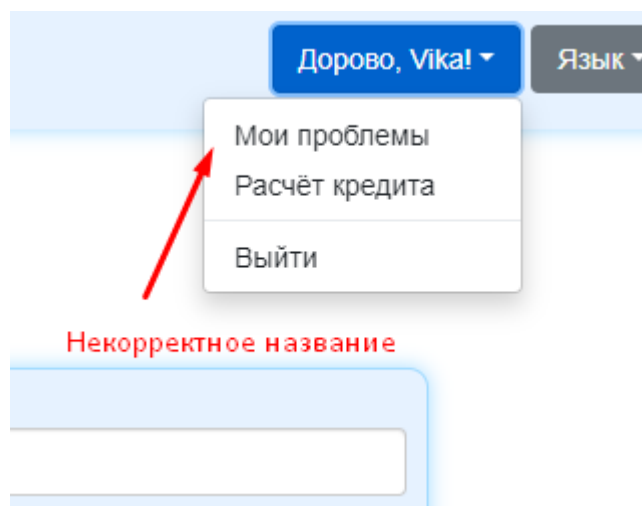 Дорово, Vika!
Язык
Мои проблемы
Расчёт кредита
Выйти
Некорректное название